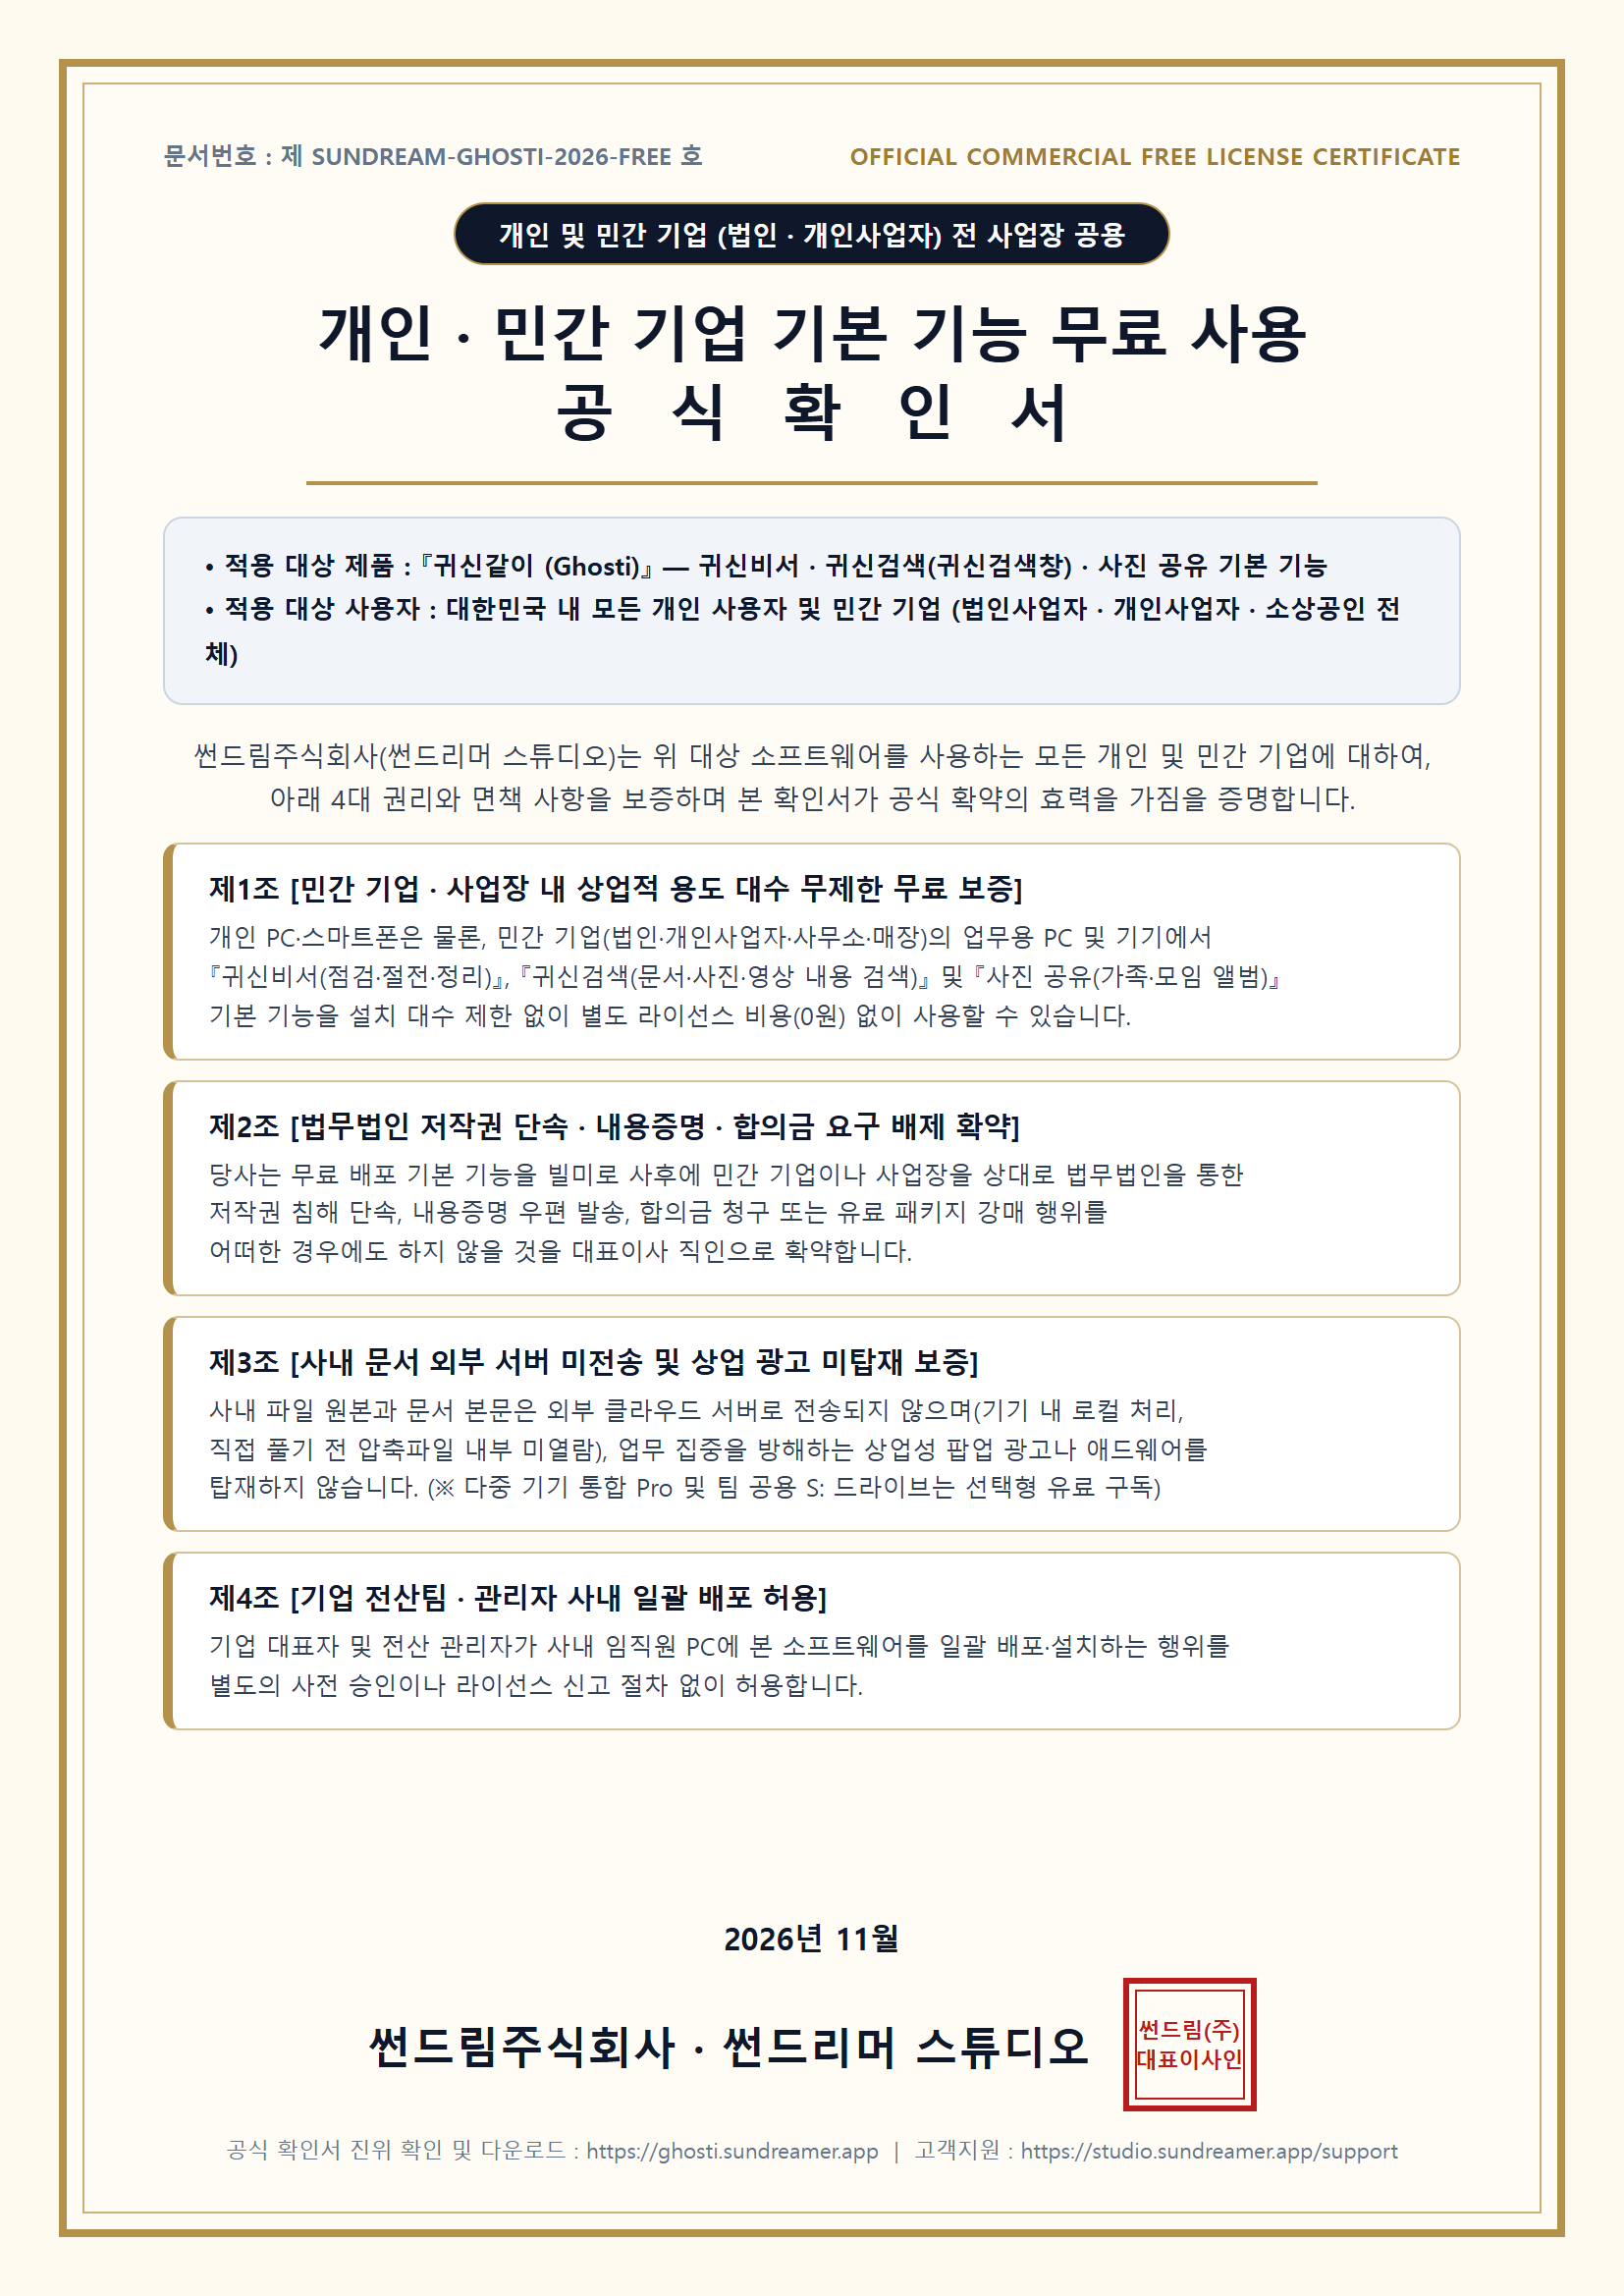 문서번호 : 제 SUNDREAM-GHOSTI-2026-FREE 호
OFFICIAL COMMERCIAL FREE LICENSE CERTIFICATE
개인 및 민간 기업 (법인 · 개인사업자) 전 사업장 공용
개인 · 민간 기업 기본 기능 무료 사용
공 식 확 인 서
• 적용 대상 제품 : 『귀신같이 (Ghosti)』 — 귀신비서 · 귀신검색(귀신검색창) · 사진 공유 기본 기능
• 적용 대상 사용자 : 대한민국 내 모든 개인 사용자 및 민간 기업 (법인사업자 · 개인사업자 · 소상공인 전
체)
썬드림주식회사(썬드리머 스튜디오)는 위 대상 소프트웨어를 사용하는 모든 개인 및 민간 기업에 대하여,
아래 4대 권리와 면책 사항을 보증하며 본 확인서가 공식 확약의 효력을 가짐을 증명합니다.
제1조 [민간 기업 · 사업장 내 상업적 용도 대수 무제한 무료 보증]
개인 PC·스마트폰은 물론, 민간 기업(법인·개인사업자·사무소·매장)의 업무용 PC 및 기기에서
『귀신비서(점검·절전·정리)』, 『귀신검색(문서·사진·영상 내용 검색)』 및 『사진 공유(가족·모임 앨범)』
기본 기능을 설치 대수 제한 없이 별도 라이선스 비용(0원) 없이 사용할 수 있습니다.
제2조 [법무법인 저작권 단속 · 내용증명 · 합의금 요구 배제 확약]
당사는 무료 배포 기본 기능을 빌미로 사후에 민간 기업이나 사업장을 상대로 법무법인을 통한
저작권 침해 단속, 내용증명 우편 발송, 합의금 청구 또는 유료 패키지 강매 행위를
어떠한 경우에도 하지 않을 것을 대표이사 직인으로 확약합니다.
제3조 [사내 문서 외부 서버 미전송 및 상업 광고 미탑재 보증]
사내 파일 원본과 문서 본문은 외부 클라우드 서버로 전송되지 않으며(기기 내 로컬 처리,
직접 풀기 전 압축파일 내부 미열람), 업무 집중을 방해하는 상업성 팝업 광고나 애드웨어를
탑재하지 않습니다. (※ 다중 기기 통합 Pro 및 팀 공용 S: 드라이브는 선택형 유료 구독)
제4조 [기업 전산팀 · 관리자 사내 일괄 배포 허용]
기업 대표자 및 전산 관리자가 사내 임직원 PC에 본 소프트웨어를 일괄 배포·설치하는 행위를
별도의 사전 승인이나 라이선스 신고 절차 없이 허용합니다.
2026년 11월
썬드림주식회사 · 썬드리머 스튜디오
썬드림(주)
대표이사인
공식 확인서 진위 확인 및 다운로드 : https://ghosti.sundreamer.app | 고객지원 : https://studio.sundreamer.app/support